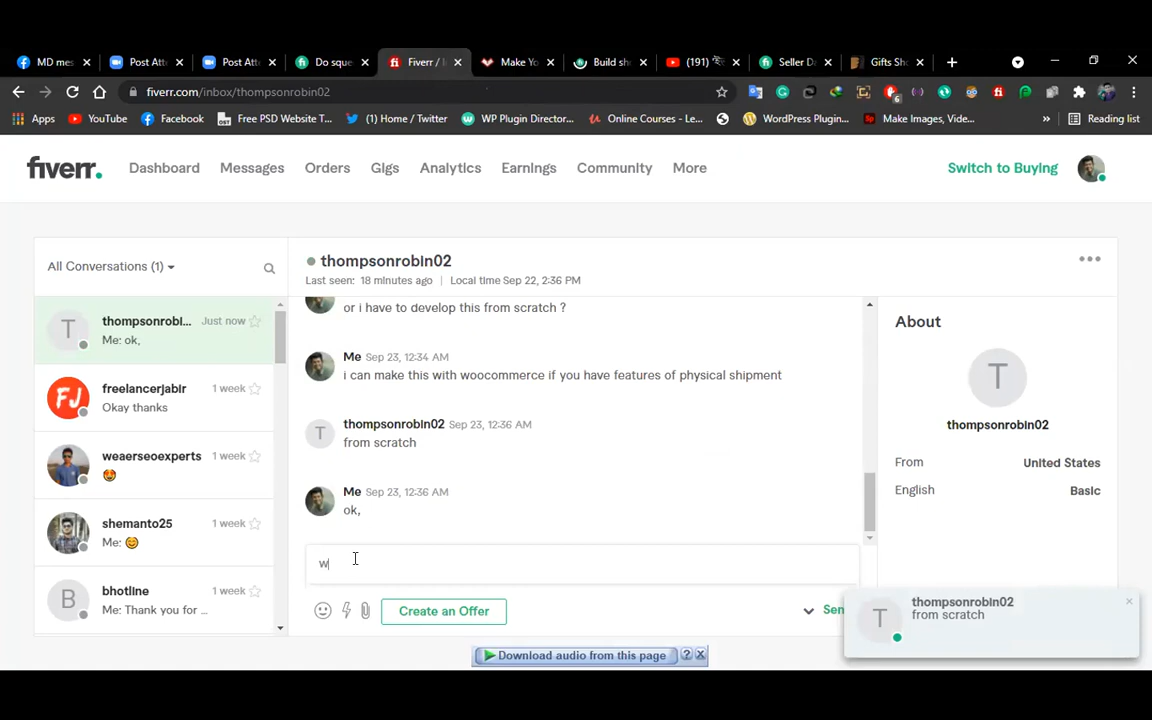 MD mes
Post Att
Post Att
Do sque
Fiverr /
Make Yo
Build sh
(191)
Seller D
Gifts Sh
fiverr.com/inbox/thompsonrobin02
6
Apps
YouTube
Facebook
Free PSD Website T...
(1) Home / Twitter
WP Plugin Director...
Online Courses - Le...
WordPress Plugin...
Make Images, Vide...
»
Reading list
fiverr.
Dashboard
Messages
Orders
Gigs
Analytics
Earnings
Community
More
Switch to Buying
All Conversations (1)
thompsonrobin02
Last seen: 18 minutes ago
Local time Sep 22, 2:36 PM
T
thompsonrobi...
Just now
Me: ok,
FJ
freelancerjabir
1 week
Okay thanks
weaerseoexperts
1 week
shemanto25
1 week
Me:
B
bhotline
1 week
Me: Thank you for ...
or i have to develop this from scratch ?
Me Sep 23, 12:34 AM
i can make this with woocommerce if you have features of physical shipment
T
thompsonrobin02 Sep 23, 12:36 AM
from scratch
Me Sep 23, 12:36 AM
ok,
w
Create an Offer
Sen
About
T
thompsonrobin02
From
United States
English
Basic
T
thompsonrobin02
from scratch
Download audio from this page
?